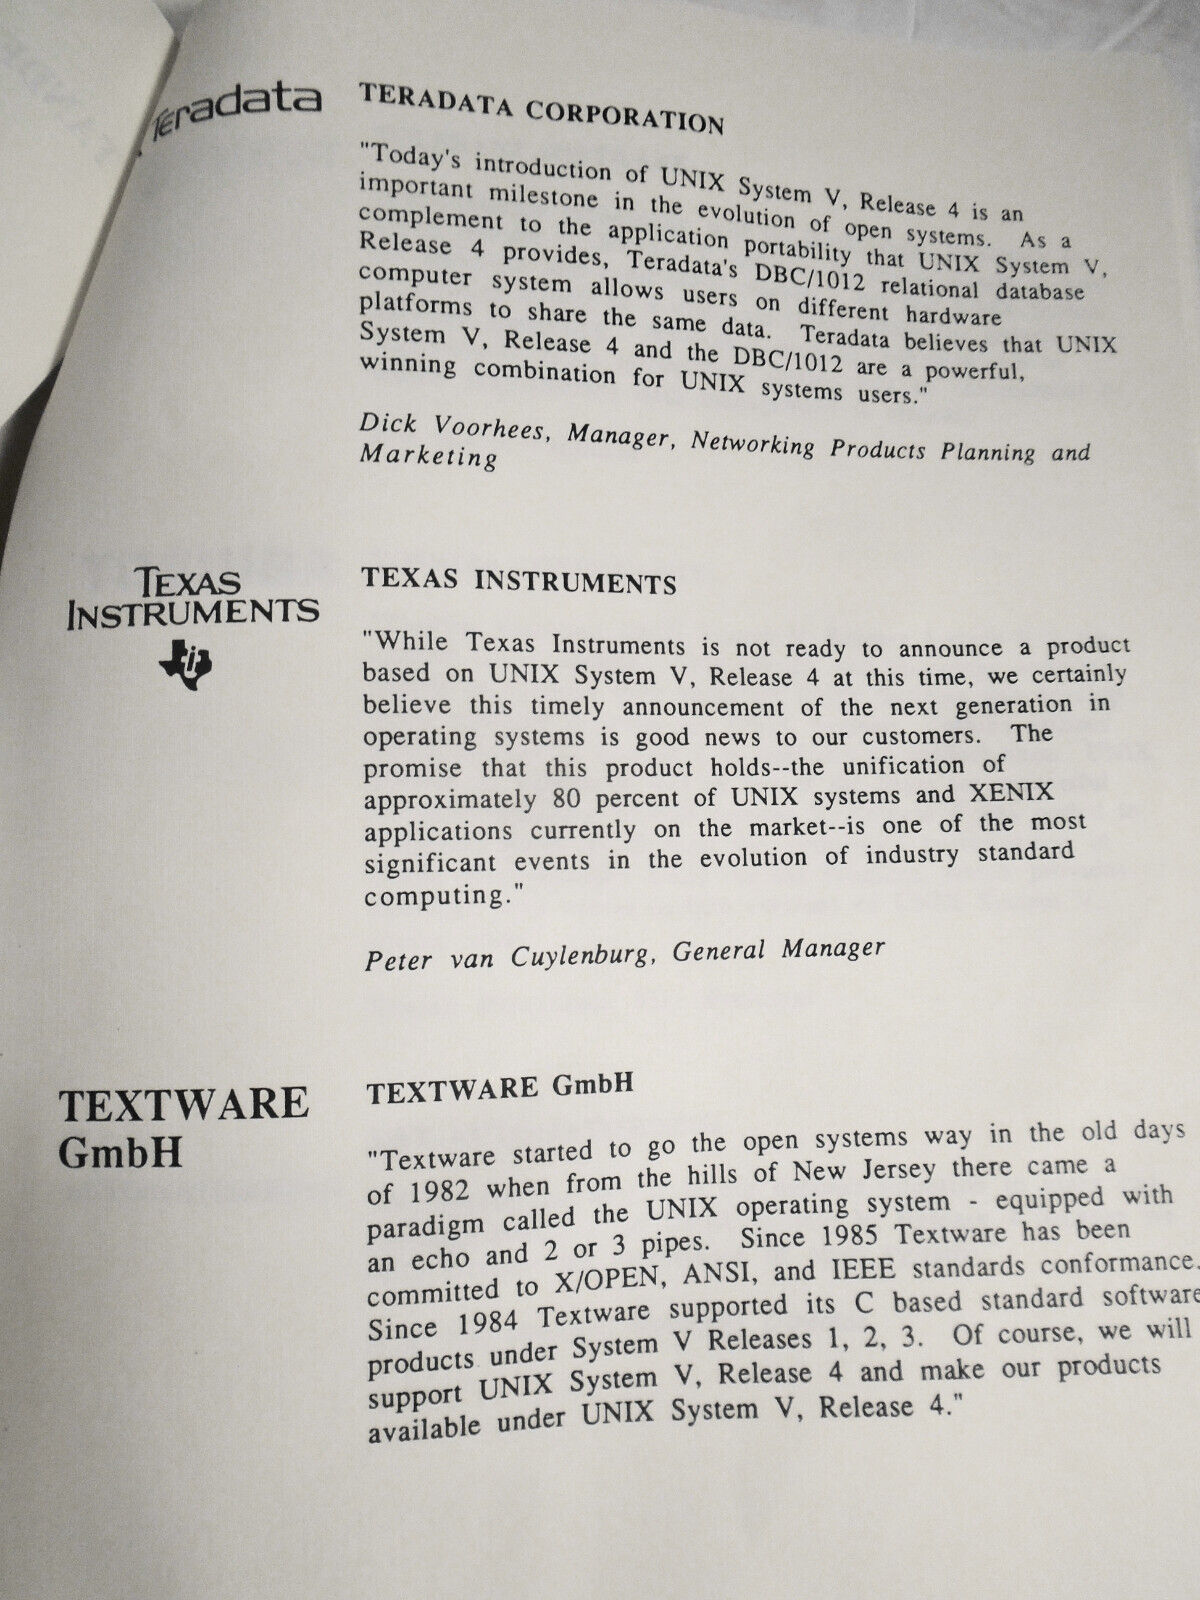 Teradata
TERADATA CORPORATION
"Today's introduction of UNIX System V, Release 4 is an
important milestone in the evolution of open systems. As a
complement to the application portability that UNIX System V,
Release 4 provides, Teradata's DBC/1012 relational database
computer system allows users on different hardware
platforms to share the same data. Teradata believes that UNIX
System V, Release 4 and the DBC/1012 are a powerful,
winning combination for UNIX systems users."
Dick Voorhees, Manager, Networking Products Planning and
Marketing
TEXAS
INSTRUMENTS
TEXAS INSTRUMENTS
"While Texas Instruments is not ready to announce a product
based on UNIX System V, Release 4 at this time, we certainly
believe this timely announcement of the next generation in
operating systems is good news to our customers. The
promise that this product holds--the unification of
approximately 80 percent of UNIX systems and XENIX
applications currently on the market--is one of the most
significant events in the evolution of industry standard
computing."
Peter van Cuylenburg, General Manager
TEXTWARE
GmbH
TEXTWARE GmbH
"Textware started to go the open systems way in the old days
of 1982 when from the hills of New Jersey there came a
paradigm called the UNIX operating system - equipped with
an echo and 2 or 3 pipes. Since 1985 Textware has been
committed to X/OPEN, ANSI, and IEEE standards conformance.
Since 1984 Textware supported its C based standard software
products under System V Releases 1, 2, 3. Of course, we will
support UNIX System V, Release 4 and make our products
available under UNIX System V, Release 4."